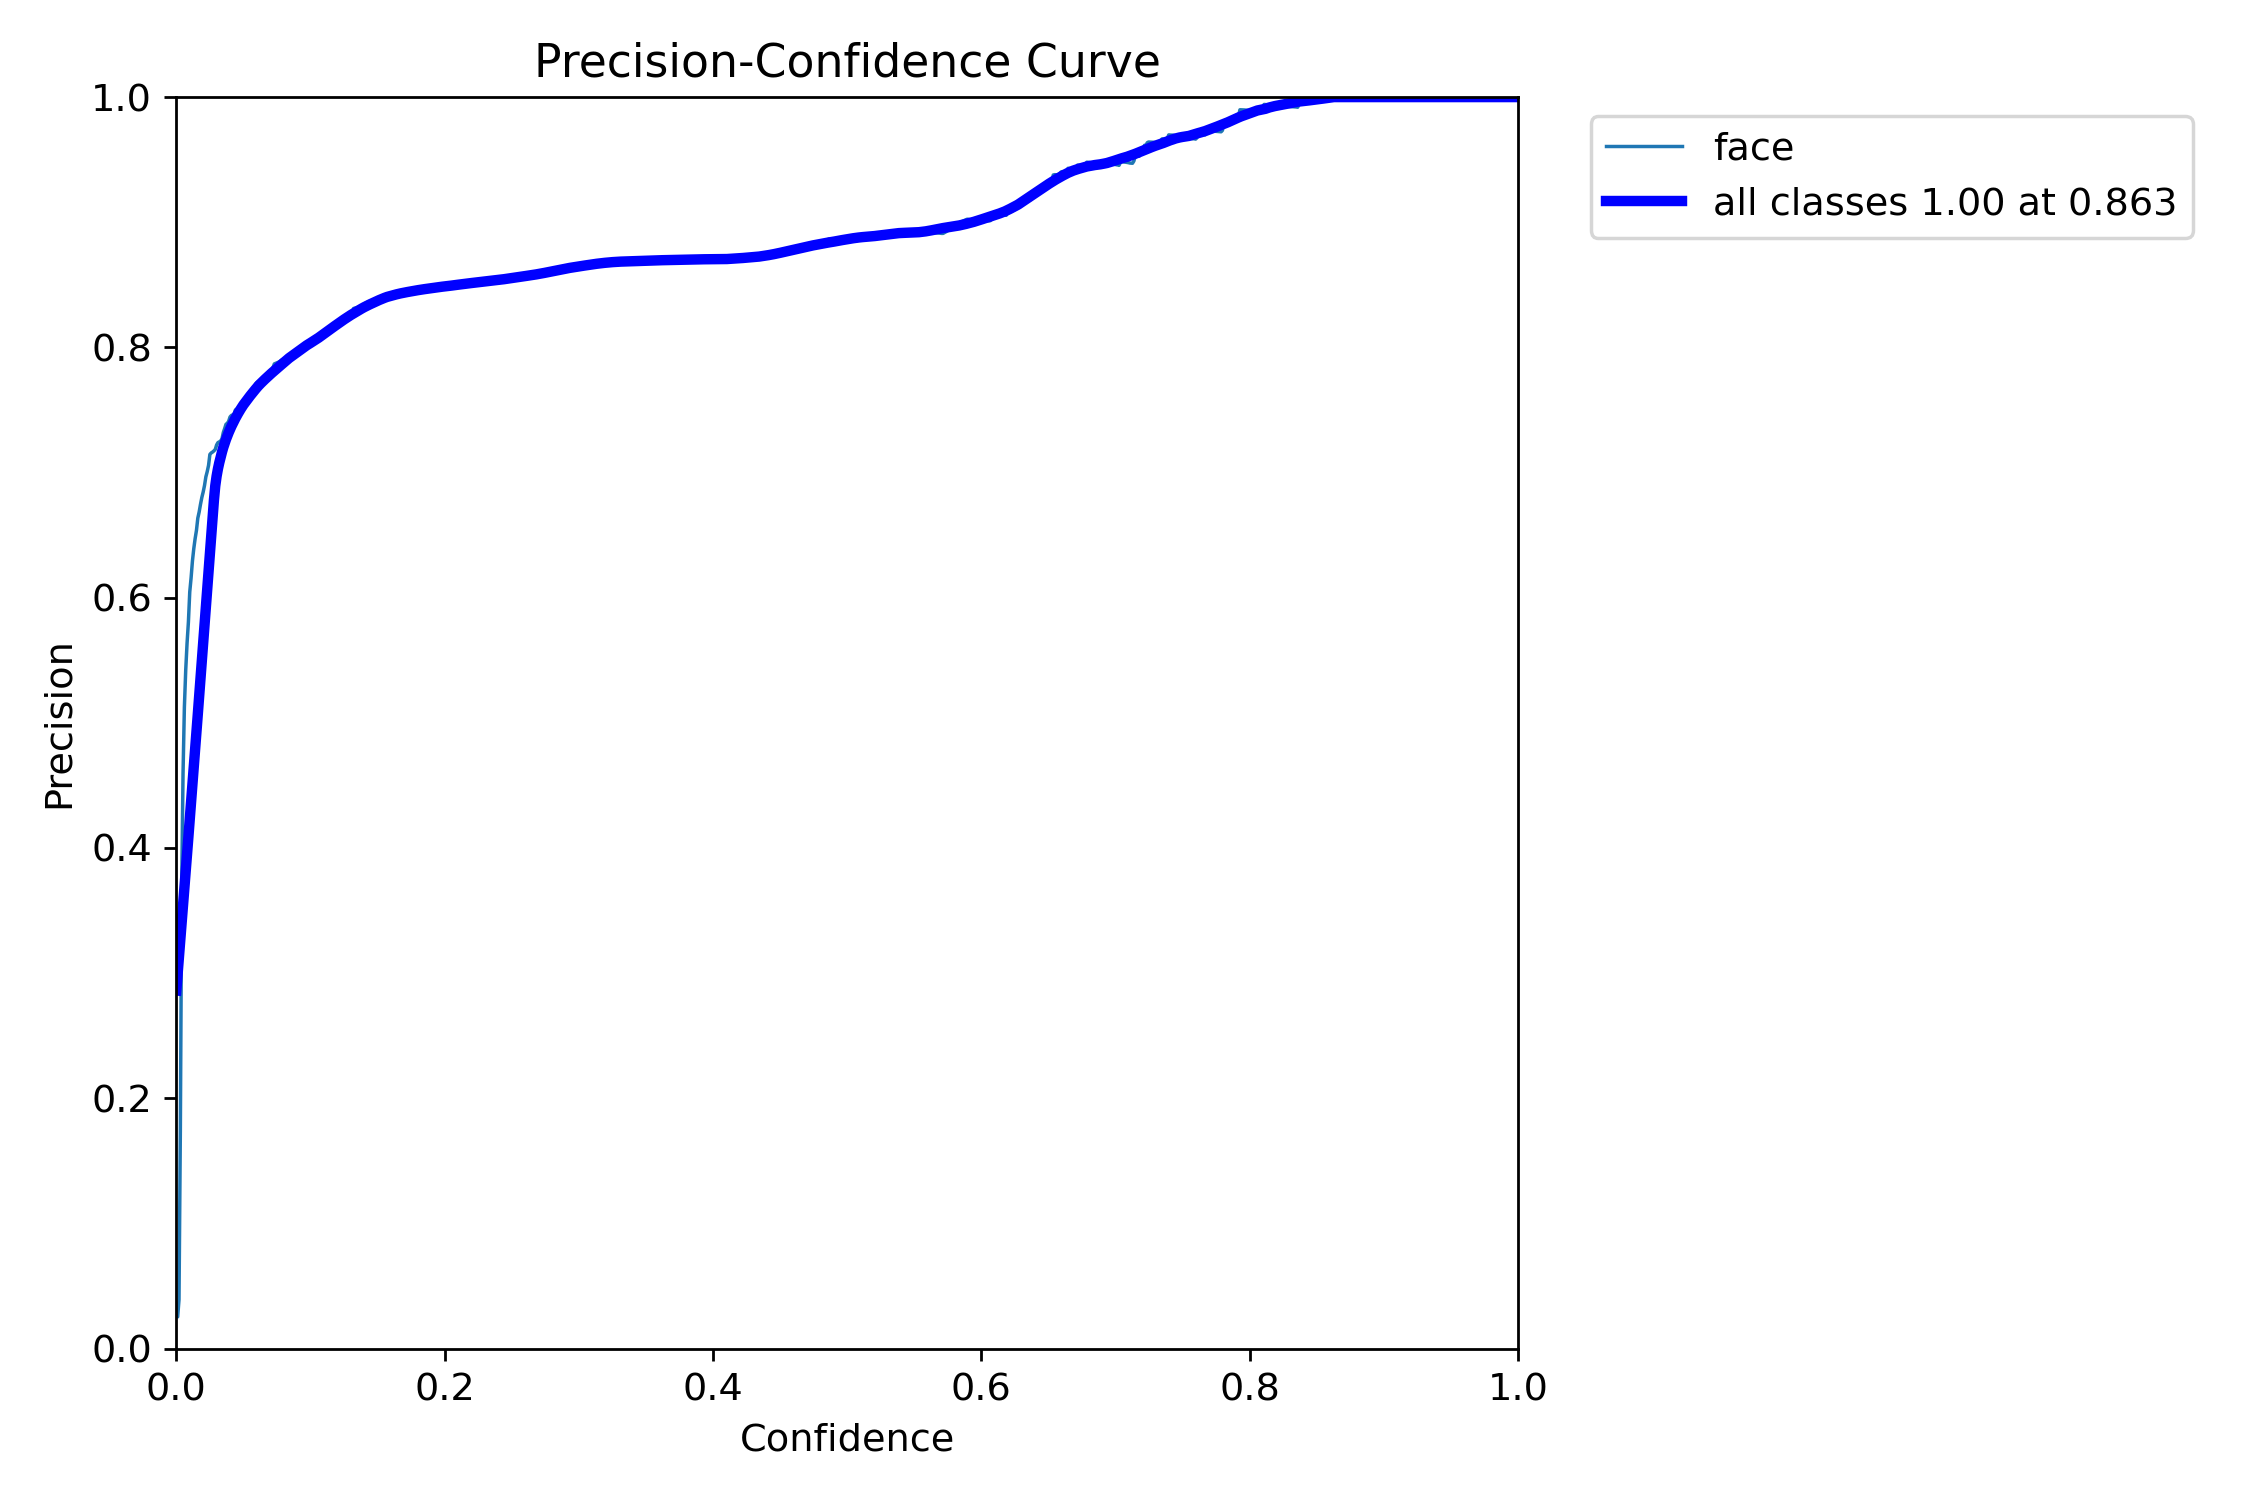 Precision-Confidence Curve
1.0
0.8
0.6
0.4
0.2
0.0
Precision
0.0 0.2 0.4 0.6 0.8 1.0
Confidence
face
all classes 1.00 at 0.863